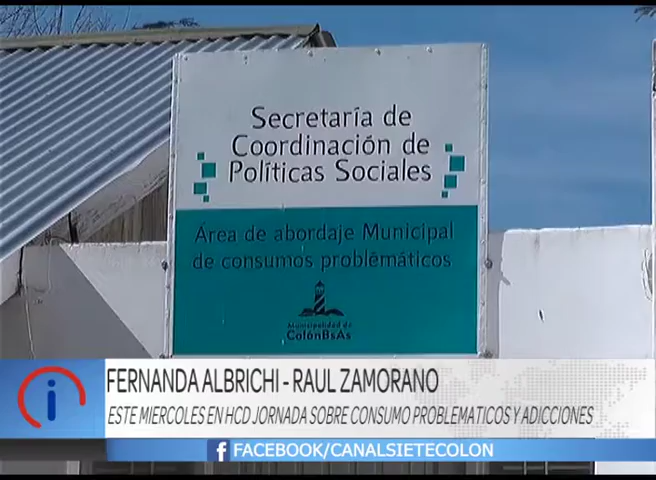 Secretaría de
Coordinación de
Políticas Sociales
Área de abordaje Municipal
de consumos problemáticos
Municipalidad de
ColónBsAs
FERNANDA ALBRICHI - RAUL ZAMORANO
ESTE MIERCOLES EN HCD JORNADA SOBRE CONSUMO PROBLEMATICOS Y ADICCIONES
i
f FACEBOOK/CANALSIETECOLON